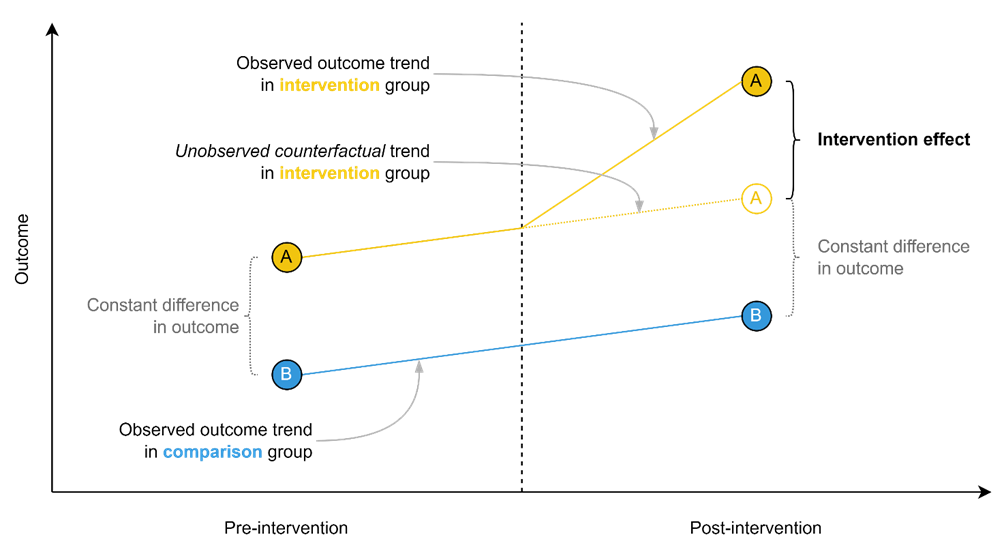 Observed outcome trend
in intervention group
A
Intervention effect
Unobserved counterfactual trend
in intervention group
A
Outcome
A
Constant difference
in outcome
Constant difference
in outcome
B
B
Observed outcome trend
in comparison group
Pre-intervention
Post-intervention